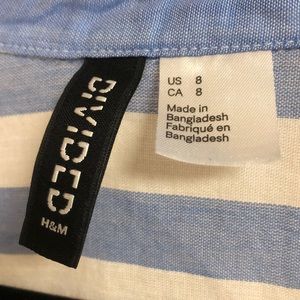 DIVIDED
H&M
US 8
CA 8
Made in
Bangladesh
Fabriqué en
Bangladesh